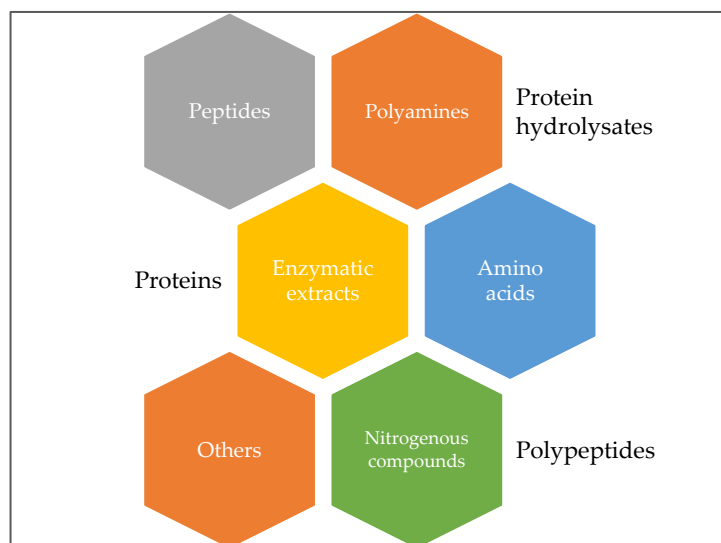 Peptides
Polyamines
Protein
hydrolysates
Proteins
Enzymatic
extracts
Amino
acids
Others
Nitrogenous
compounds
Polypeptides